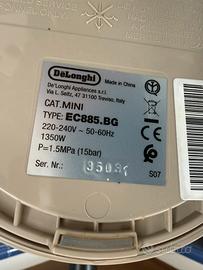 DeLonghi
Made in China
De' Longhi Appliances s.r.l.
Via L. Seitz, 47 31100 Treviso, Italy
CAT. MINI
TYPE: EC885.BG
220-240V ~ 50-60Hz
1350W
P=1.5MPa (15bar)
Ser. Nr.:
S07